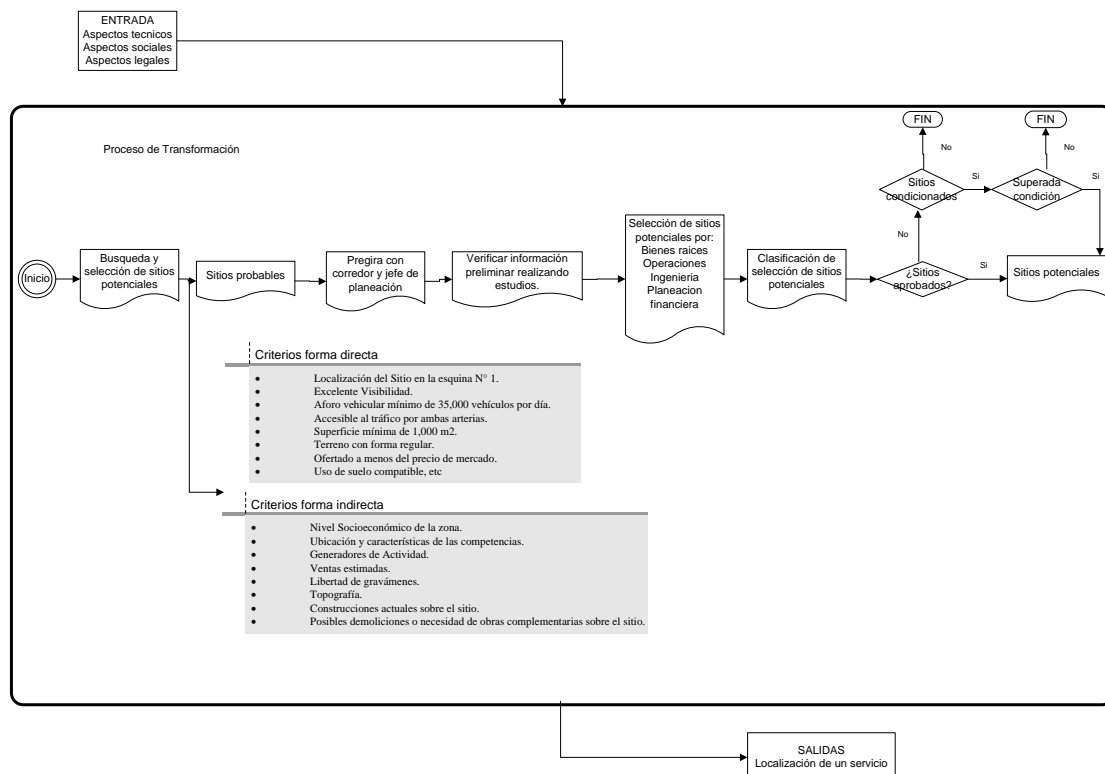 ENTRADA
Aspectos tecnicos
Aspectos sociales
Aspectos legales
Proceso de Transformación
FIN
FIN
No
No
Sitios
condicionados
Si
Superada
condición
Si
No
Inicio
Busqueda y
selección de sitios
potenciales
Sitios probables
Pregira con
corredor y jefe de
planeación
Verificar información
preliminar realizando
estudios.
Selección de sitios
potenciales por:
Bienes raices
Operaciones
Ingenieria
Planeacion
financiera
Clasificación de
selección de sitios
potenciales
¿Sitios
aprobados?
Si
Sitios potenciales
Criterios forma directa
• Localización del Sitio en la esquina N° 1.
• Excelente Visibilidad.
• Aforo vehicular mínimo de 35,000 vehículos por día.
• Accesible al tráfico por ambas arterias.
• Superficie mínima de 1,000 m2.
• Terreno con forma regular.
• Ofertado a menos del precio de mercado.
• Uso de suelo compatible, etc
Criterios forma indirecta
• Nivel Socioeconómico de la zona.
• Ubicación y características de las competencias.
• Generadores de Actividad.
• Ventas estimadas.
• Libertad de gravámenes.
• Topografía.
• Construcciones actuales sobre el sitio.
• Posibles demoliciones o necesidad de obras complementarias sobre el sitio.
SALIDAS
Localización de un servicio